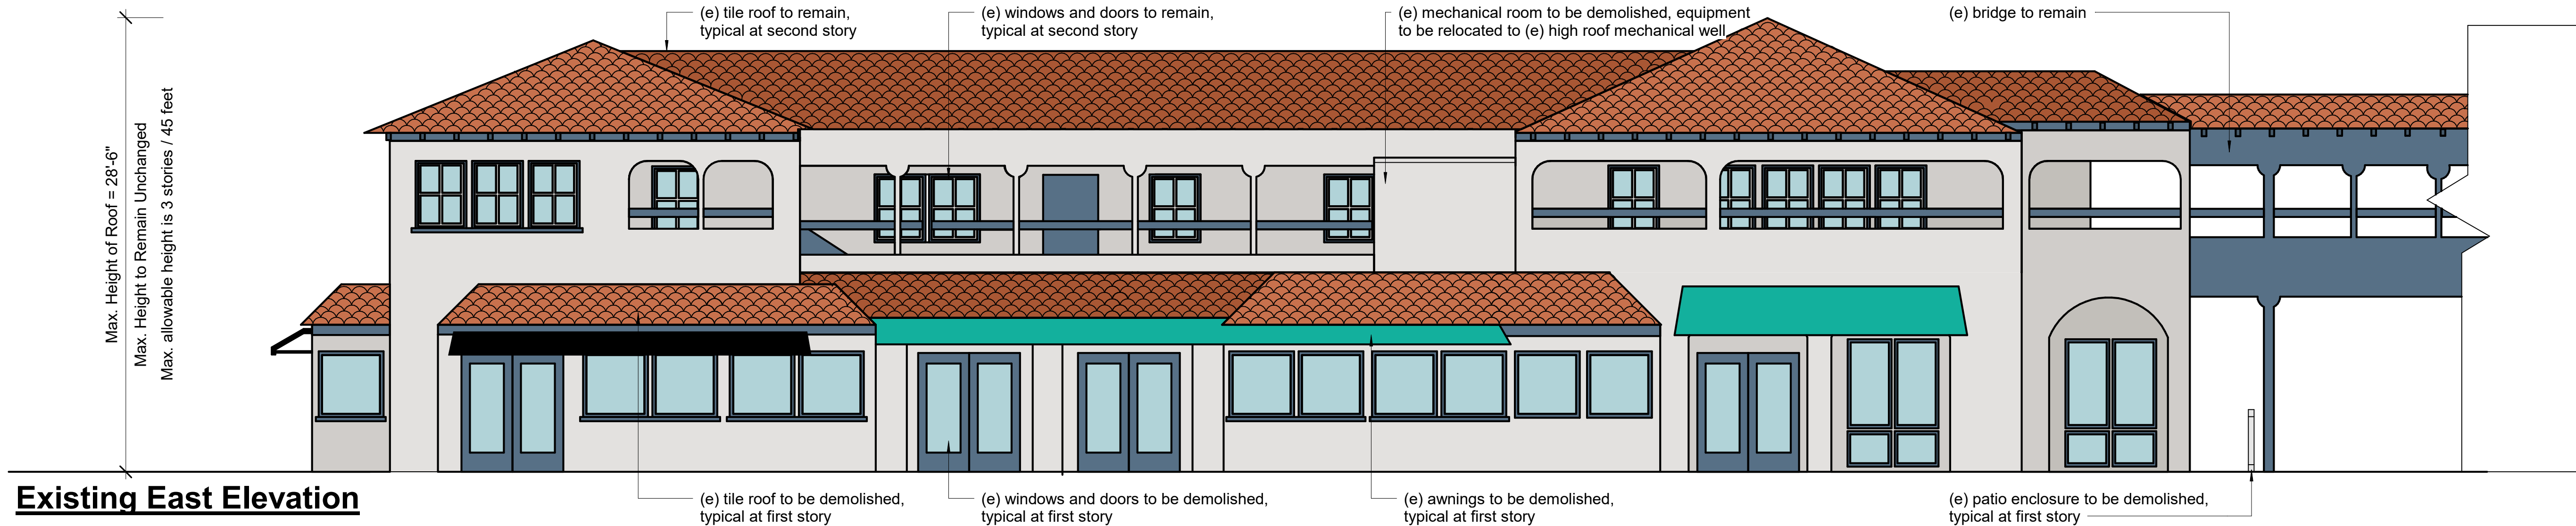 (e) tile roof to remain,
typical at second story
(e) windows and doors to remain,
typical at second story
(e) mechanical room to be demolished, equipment
to be relocated to (e) high roof mechanical well
(e) bridge to remain
Max. Height of Roof = 28'-6"
Max. Height to Remain Unchanged
Max. allowable height is 3 stories / 45 feet
Existing East Elevation
(e) tile roof to be demolished,
typical at first story
(e) windows and doors to be demolished,
typical at first story
(e) awnings to be demolished,
typical at first story
(e) patio enclosure to be demolished,
typical at first story